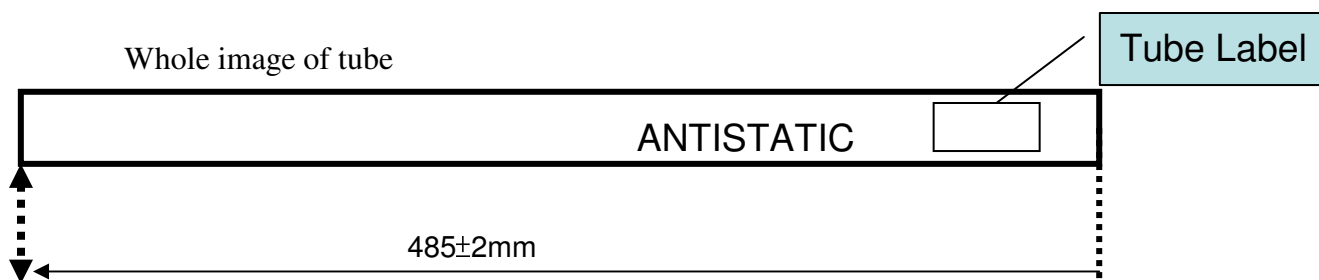 Tube Label
Whole image of tube
ANTISTATIC
485±2mm